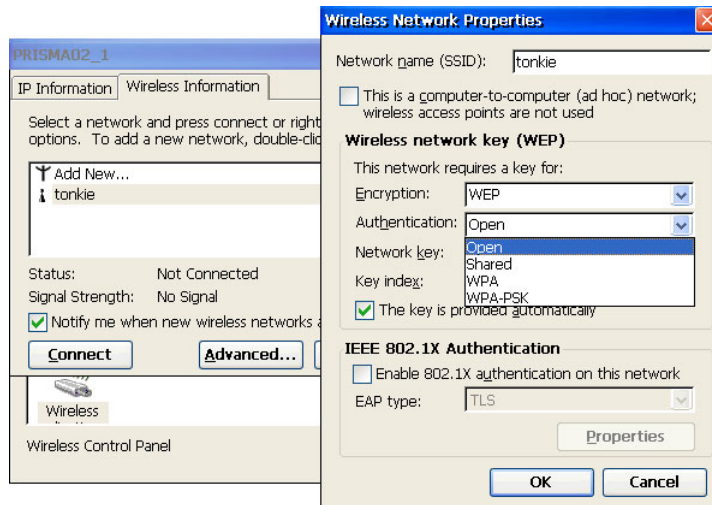 PRISMA02_1
IP Information
Wireless Information
Select a network and press connect or right
options. To add a new network, double-clic
Add New...
tonkie
Status: Not Connected
Signal Strength: No Signal
Notify me when new wireless networks a
Connect
Advanced...
Wireless
Wireless Control Panel
Wireless Network Properties
Network name (SSID): tonkie
This is a computer-to-computer (ad hoc) network;
wireless access points are not used
Wireless network key (WEP)
This network requires a key for:
Encryption: WEP
Authentication: Open
Open
Network key:
Shared
Key index:
WPA
WPA-PSK
The key is provided automatically
IEEE 802.1X Authentication
Enable 802.1X authentication on this network
EAP type: TLS
Properties
OK
Cancel